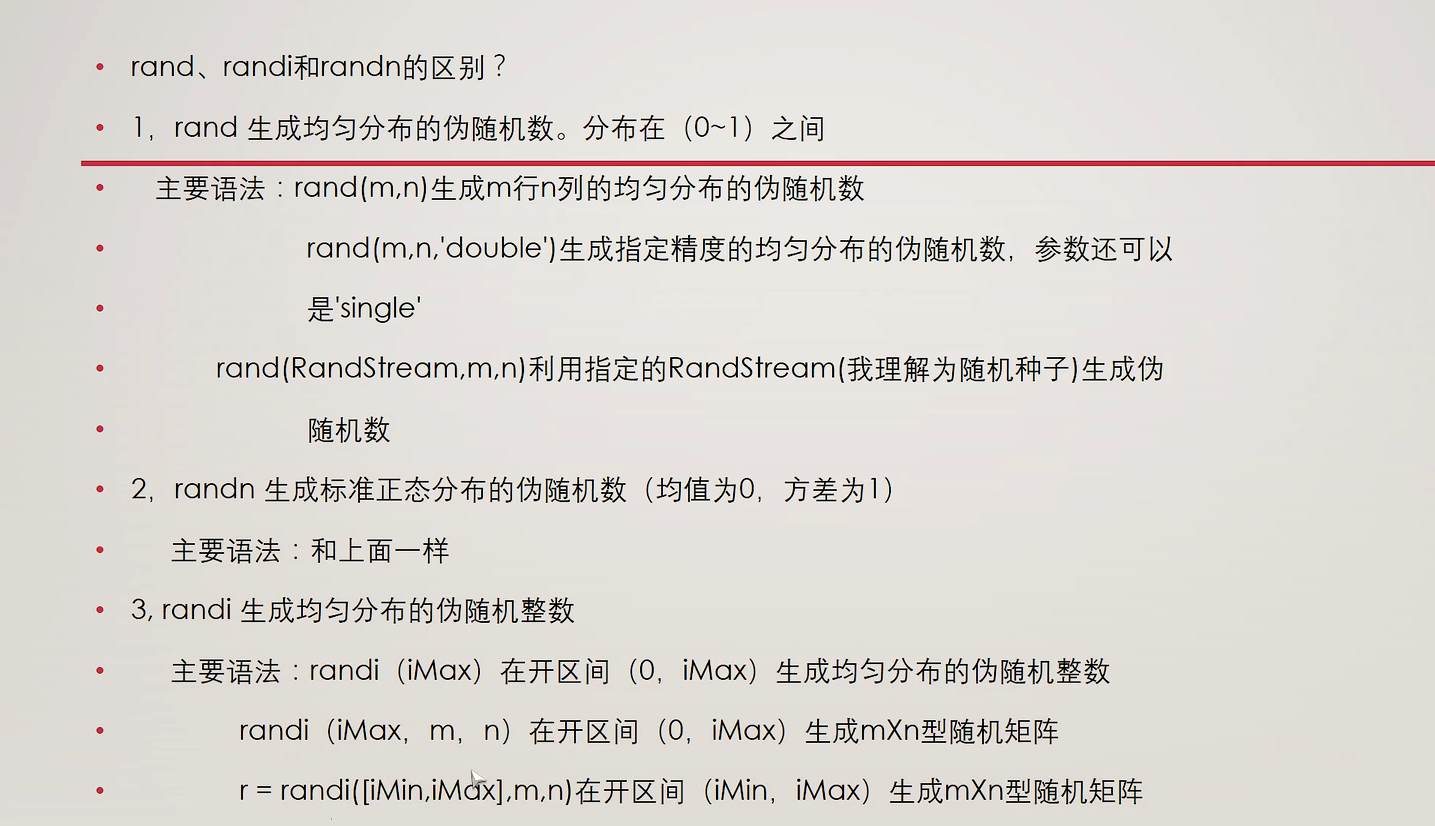 rand、randi和randn的区别？
1，rand 生成均匀分布的伪随机数。分布在（0~1）之间
主要语法：rand(m,n)生成m行n列的均匀分布的伪随机数
rand(m,n,'double')生成指定精度的均匀分布的伪随机数，参数还可以
是'single'
rand(RandStream,m,n)利用指定的RandStream(我理解为随机种子)生成伪
随机数
2，randn 生成标准正态分布的伪随机数（均值为0，方差为1）
主要语法：和上面一样
3, randi 生成均匀分布的伪随机整数
主要语法：randi（iMax）在开区间（0，iMax）生成均匀分布的伪随机整数
randi（iMax，m，n）在开区间（0，iMax）生成mXn型随机矩阵
r = randi([iMin,iMax],m,n)在开区间（iMin，iMax）生成mXn型随机矩阵